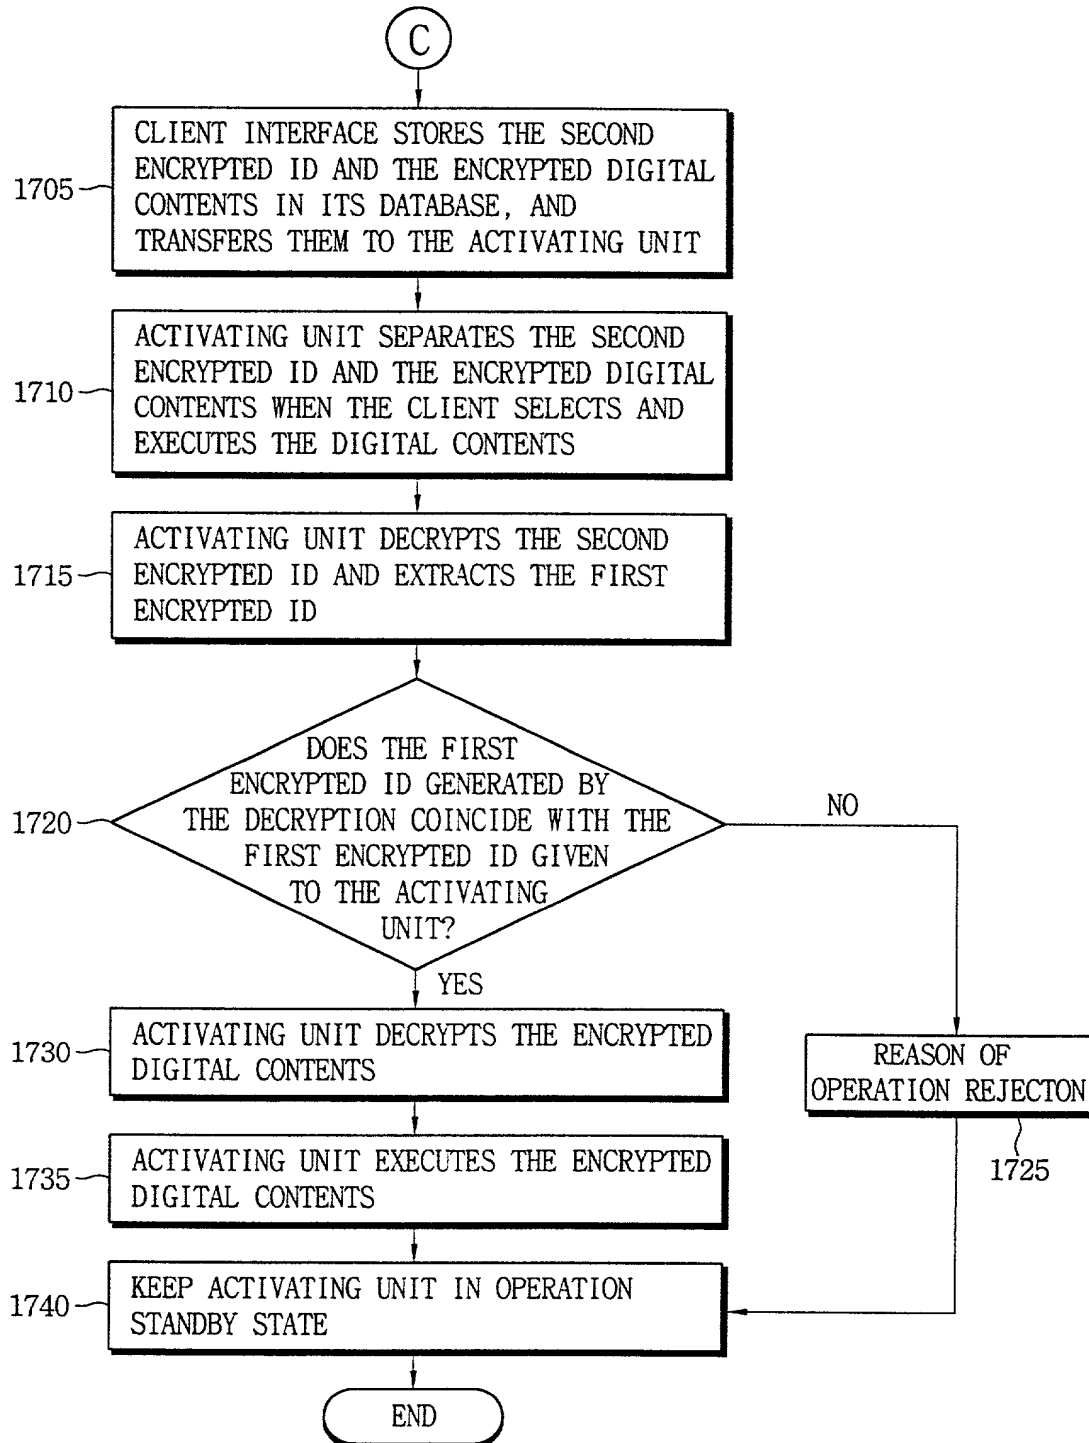 C
1705
CLIENT INTERFACE STORES THE SECOND
ENCRYPTED ID AND THE ENCRYPTED DIGITAL
CONTENTS IN ITS DATABASE, AND
TRANSFERS THEM TO THE ACTIVATING UNIT
1710
ACTIVATING UNIT SEPARATES THE SECOND
ENCRYPTED ID AND THE ENCRYPTED DIGITAL
CONTENTS WHEN THE CLIENT SELECTS AND
EXECUTES THE DIGITAL CONTENTS
1715
ACTIVATING UNIT DECRYPTS THE SECOND
ENCRYPTED ID AND EXTRACTS THE FIRST
ENCRYPTED ID
1720
DOES THE FIRST
ENCRYPTED ID GENERATED BY
THE DECRYPTION COINCIDE WITH THE
FIRST ENCRYPTED ID GIVEN
TO THE ACTIVATING
UNIT?
NO
YES
1730
ACTIVATING UNIT DECRYPTS THE ENCRYPTED
DIGITAL CONTENTS
REASON OF
OPERATION REJECTON
1725
1735
ACTIVATING UNIT EXECUTES THE ENCRYPTED
DIGITAL CONTENTS
1740
KEEP ACTIVATING UNIT IN OPERATION
STANDBY STATE
END